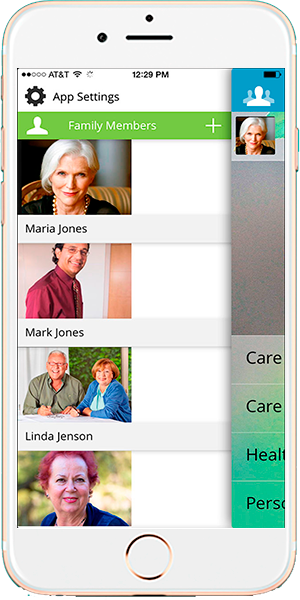 AT&T 12:29 PM
App Settings
Family Members
Maria Jones
Mark Jones
Linda Jenson
Care
Care
Healt
Perso